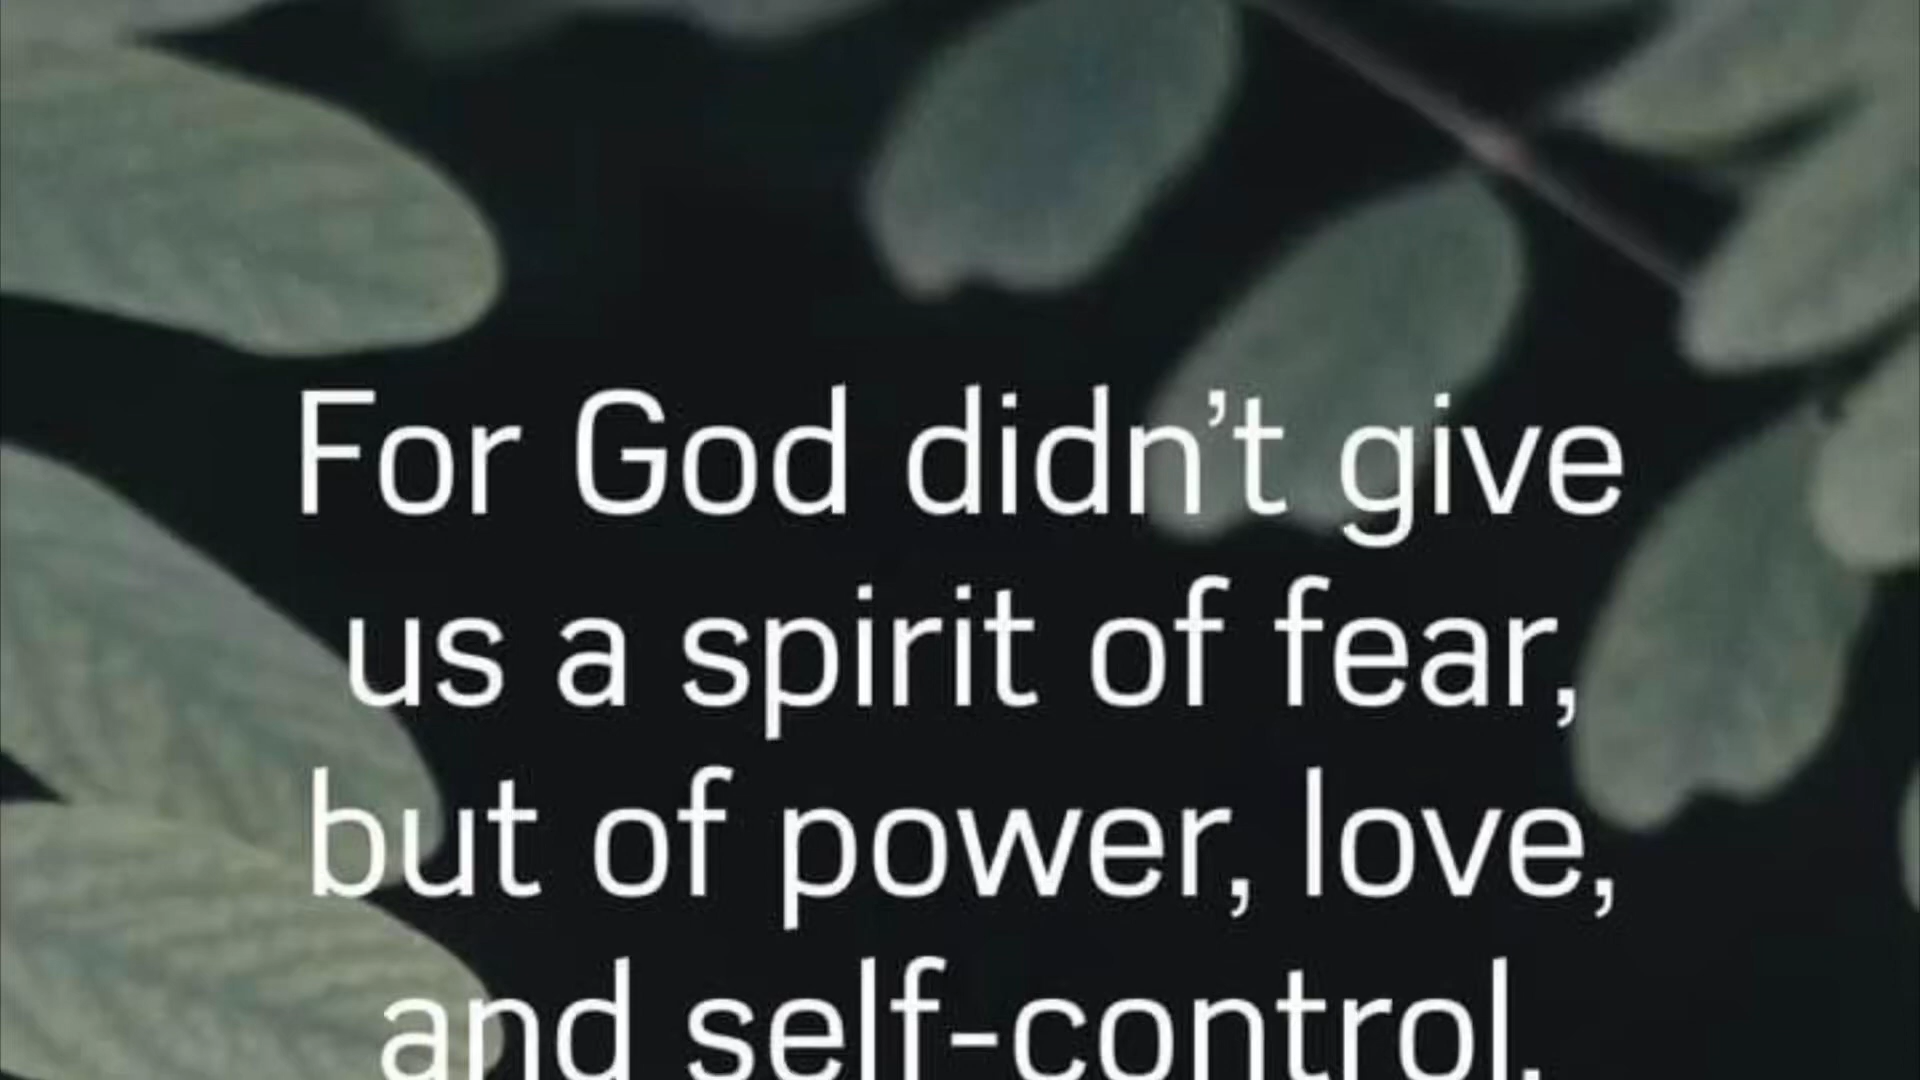 For God didn’t give
us a spirit of fear,
but of power, love,
and self-control.